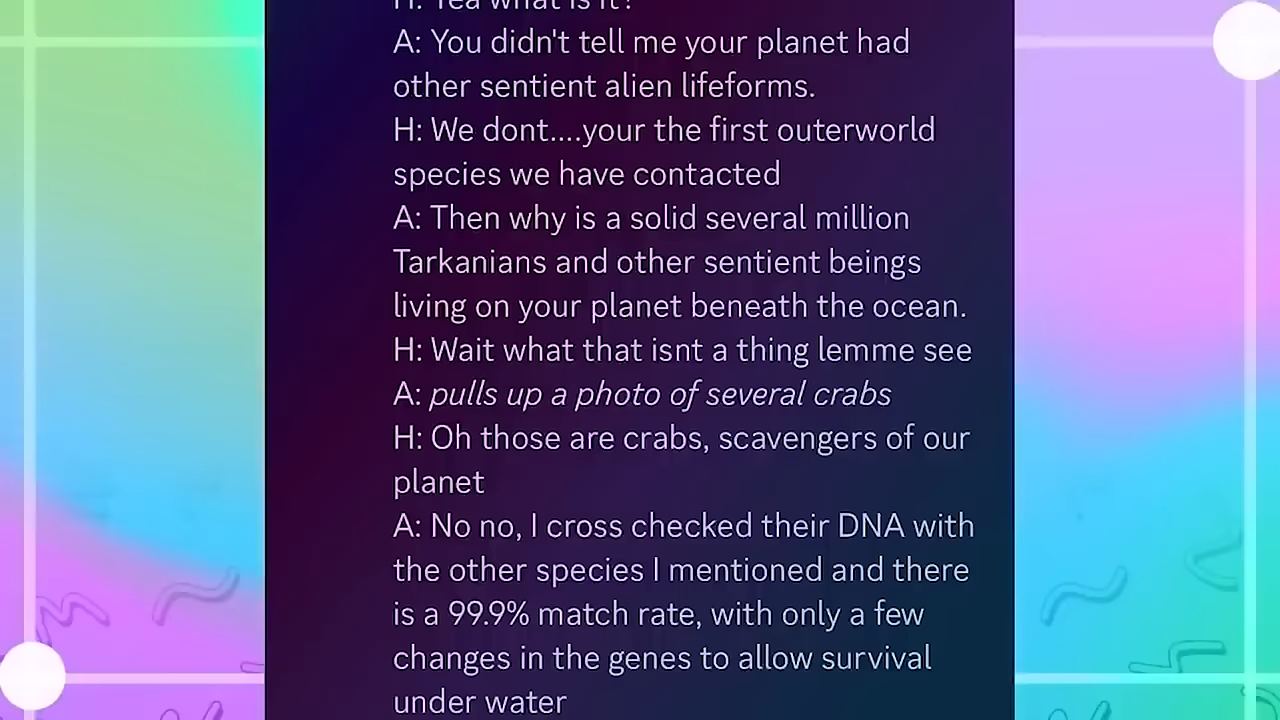 H: Yea what is it?
A: You didn't tell me your planet had
other sentient alien lifeforms.
H: We dont....your the first outerworld
species we have contacted
A: Then why is a solid several million
Tarkanians and other sentient beings
living on your planet beneath the ocean.
H: Wait what that isnt a thing lemme see
A: pulls up a photo of several crabs
H: Oh those are crabs, scavengers of our
planet
A: No no, I cross checked their DNA with
the other species I mentioned and there
is a 99.9% match rate, with only a few
changes in the genes to allow survival
under water